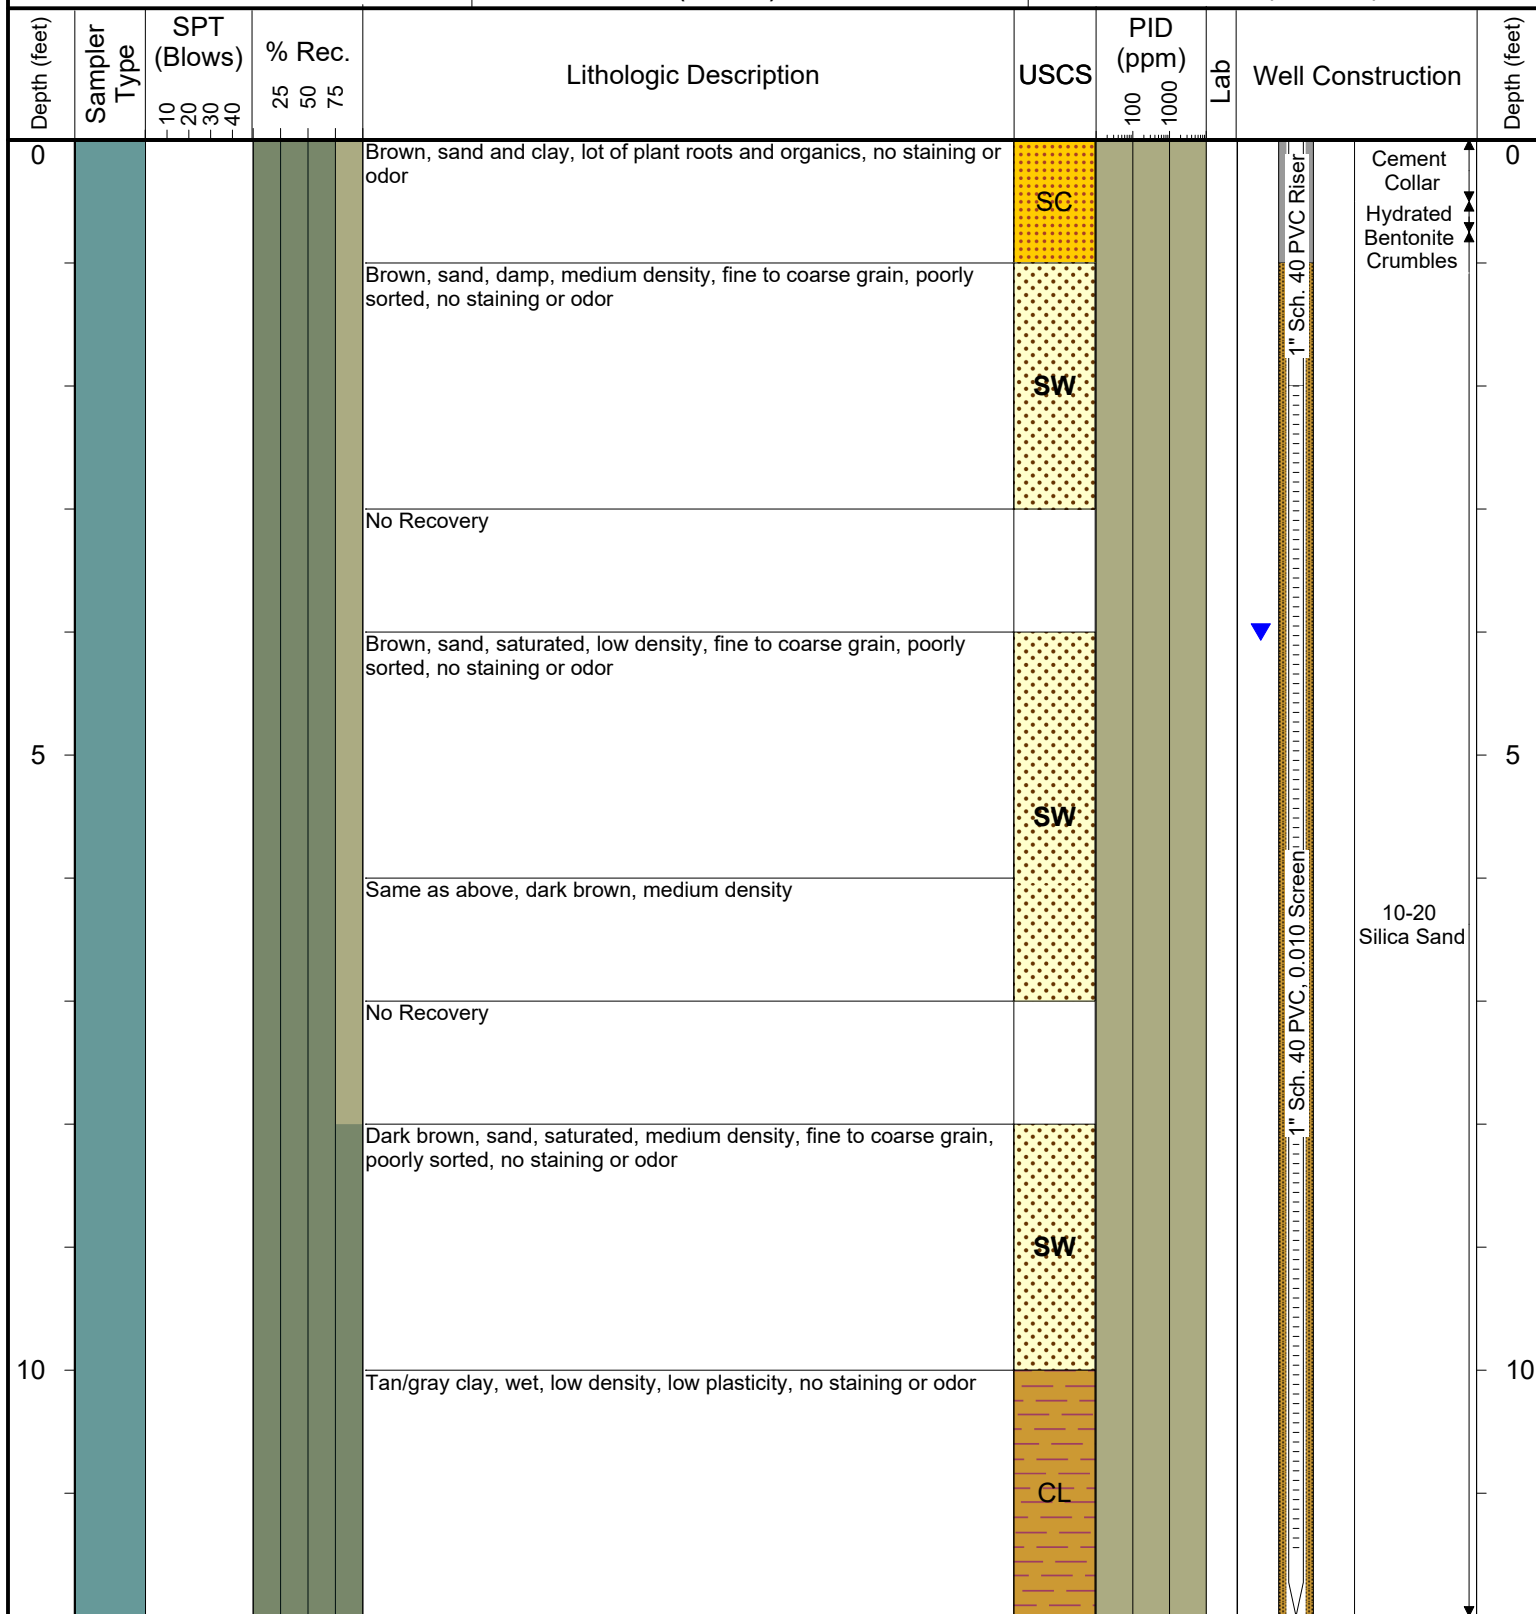 Depth (feet)
Sampler
Type
SPT
(Blows)
10
20
30
40
% Rec.
25
50
75
Lithologic Description
USCS
PID
(ppm)
100
1000
Lab
Well Construction
Depth (feet)
0
Brown, sand and clay, lot of plant roots and organics, no staining or
odor
SC
1" Sch. 40 PVC Riser
Cement
Collar
Hydrated
Bentonite
Crumbles
0
Brown, sand, damp, medium density, fine to coarse grain, poorly
sorted, no staining or odor
SW
No Recovery
Brown, sand, saturated, low density, fine to coarse grain, poorly
sorted, no staining or odor
5
SW
5
Same as above, dark brown, medium density
1" Sch. 40 PVC, 0.010 Screen
10-20
Silica Sand
No Recovery
Dark brown, sand, saturated, medium density, fine to coarse grain,
poorly sorted, no staining or odor
SW
10
Tan/gray clay, wet, low density, low plasticity, no staining or odor
CL
10